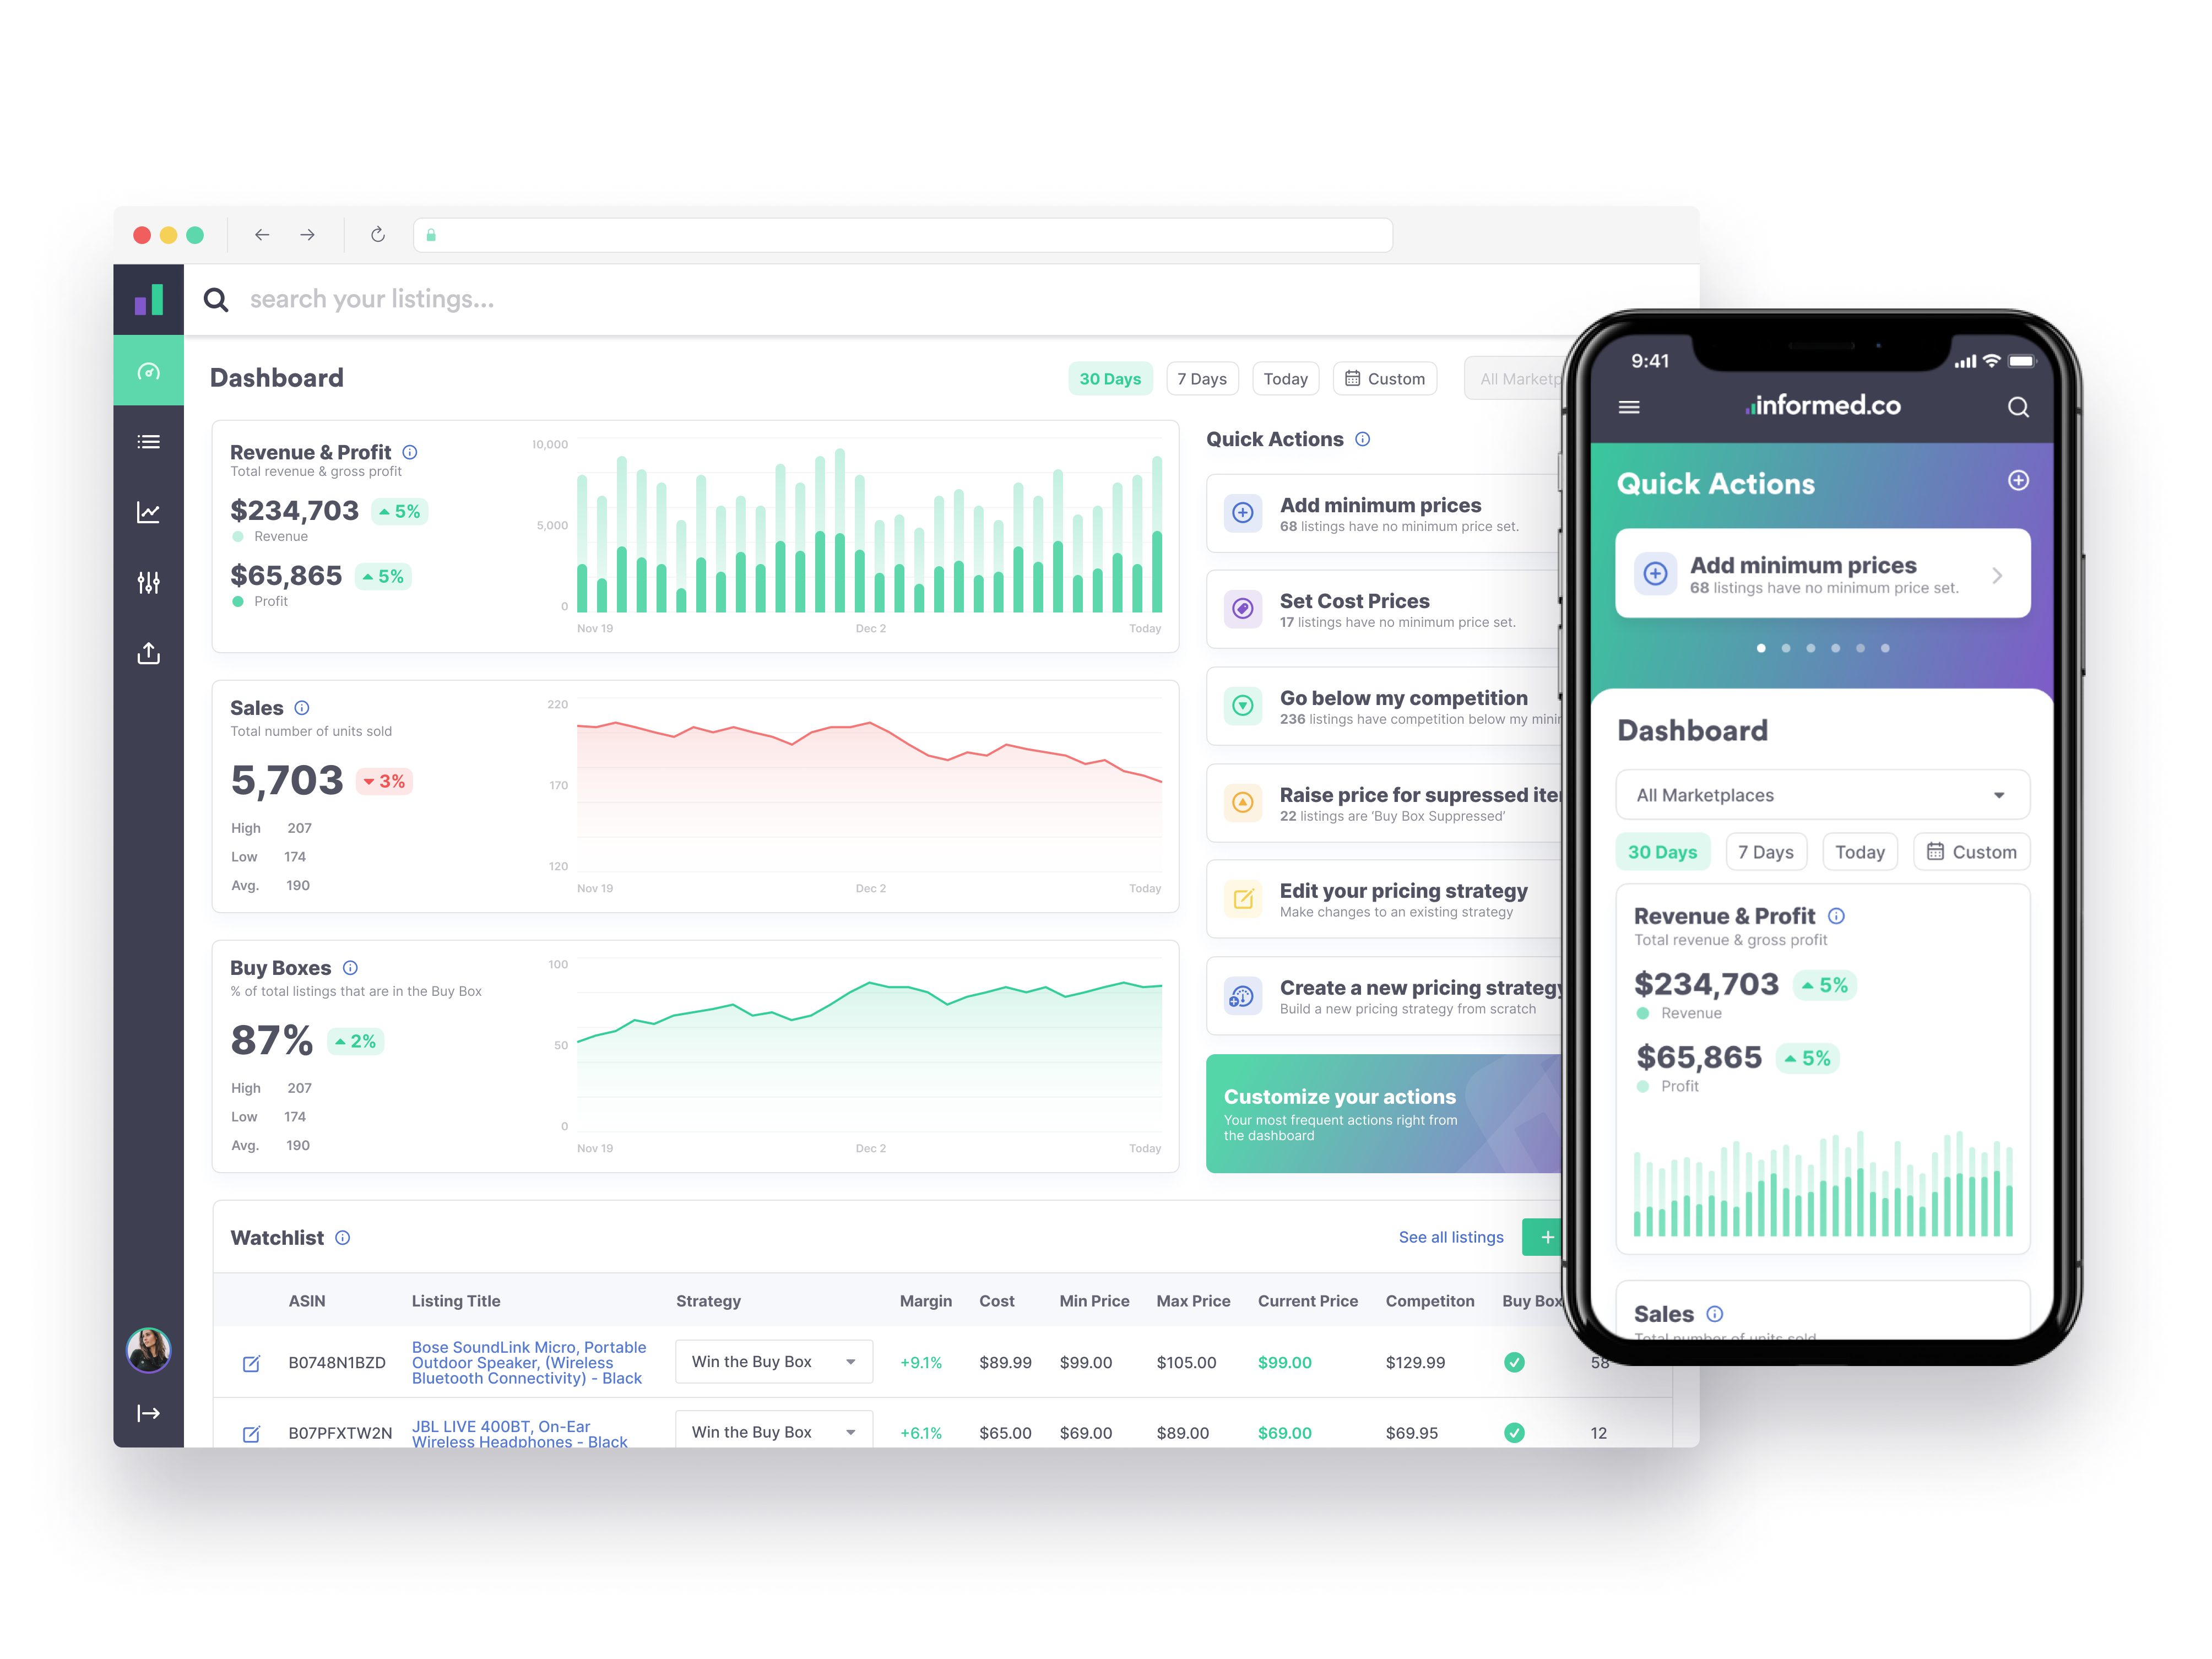 search your listings...
Dashboard
30 Days
7 Days
Today
Custom
All Marketp
Revenue & Profit
Total revenue & gross profit
$234,703
5%
Revenue
$65,865
5%
Profit
10,000
5,000
0
Nov 19
Dec 2
Today
Sales
Total number of units sold
5,703
3%
High 207
Low 174
Avg. 190
220
170
120
Nov 19
Dec 2
Today
Buy Boxes
% of total listings that are in the Buy Box
87%
2%
High 207
Low 174
Avg. 190
100
50
0
Nov 19
Dec 2
Today
Quick Actions
Add minimum prices
68 listings have no minimum price set.
Set Cost Prices
17 listings have no minimum price set.
Go below my competition
236 listings have competition below my minin
Raise price for supressed iter
22 listings are ‘Buy Box Suppressed’
Edit your pricing strategy
Make changes to an existing strategy
Create a new pricing strategy
Build a new pricing strategy from scratch
Customize your actions
Your most frequent actions right from
the dashboard
Watchlist
See all listings
+
ASIN Listing Title Strategy Margin Cost Min Price Max Price Current Price Competiton Buy Box
B0748N1BZD
Bose SoundLink Micro, Portable
Outdoor Speaker, (Wireless
Bluetooth Connectivity) - Black
Win the Buy Box
+9.1% $89.99 $99.00 $105.00 $99.00 $129.99 58
B07PFXTW2N
JBL LIVE 400BT, On-Ear
Wireless Headphones - Black
Win the Buy Box
+6.1% $65.00 $69.00 $89.00 $69.00 $69.95 12
9:41
informed.co
Quick Actions
Add minimum prices
68 listings have no minimum price set.
Dashboard
All Marketplaces
30 Days
7 Days
Today
Custom
Revenue & Profit
Total revenue & gross profit
$234,703
5%
Revenue
$65,865
5%
Profit
Sales
Total number of units sold